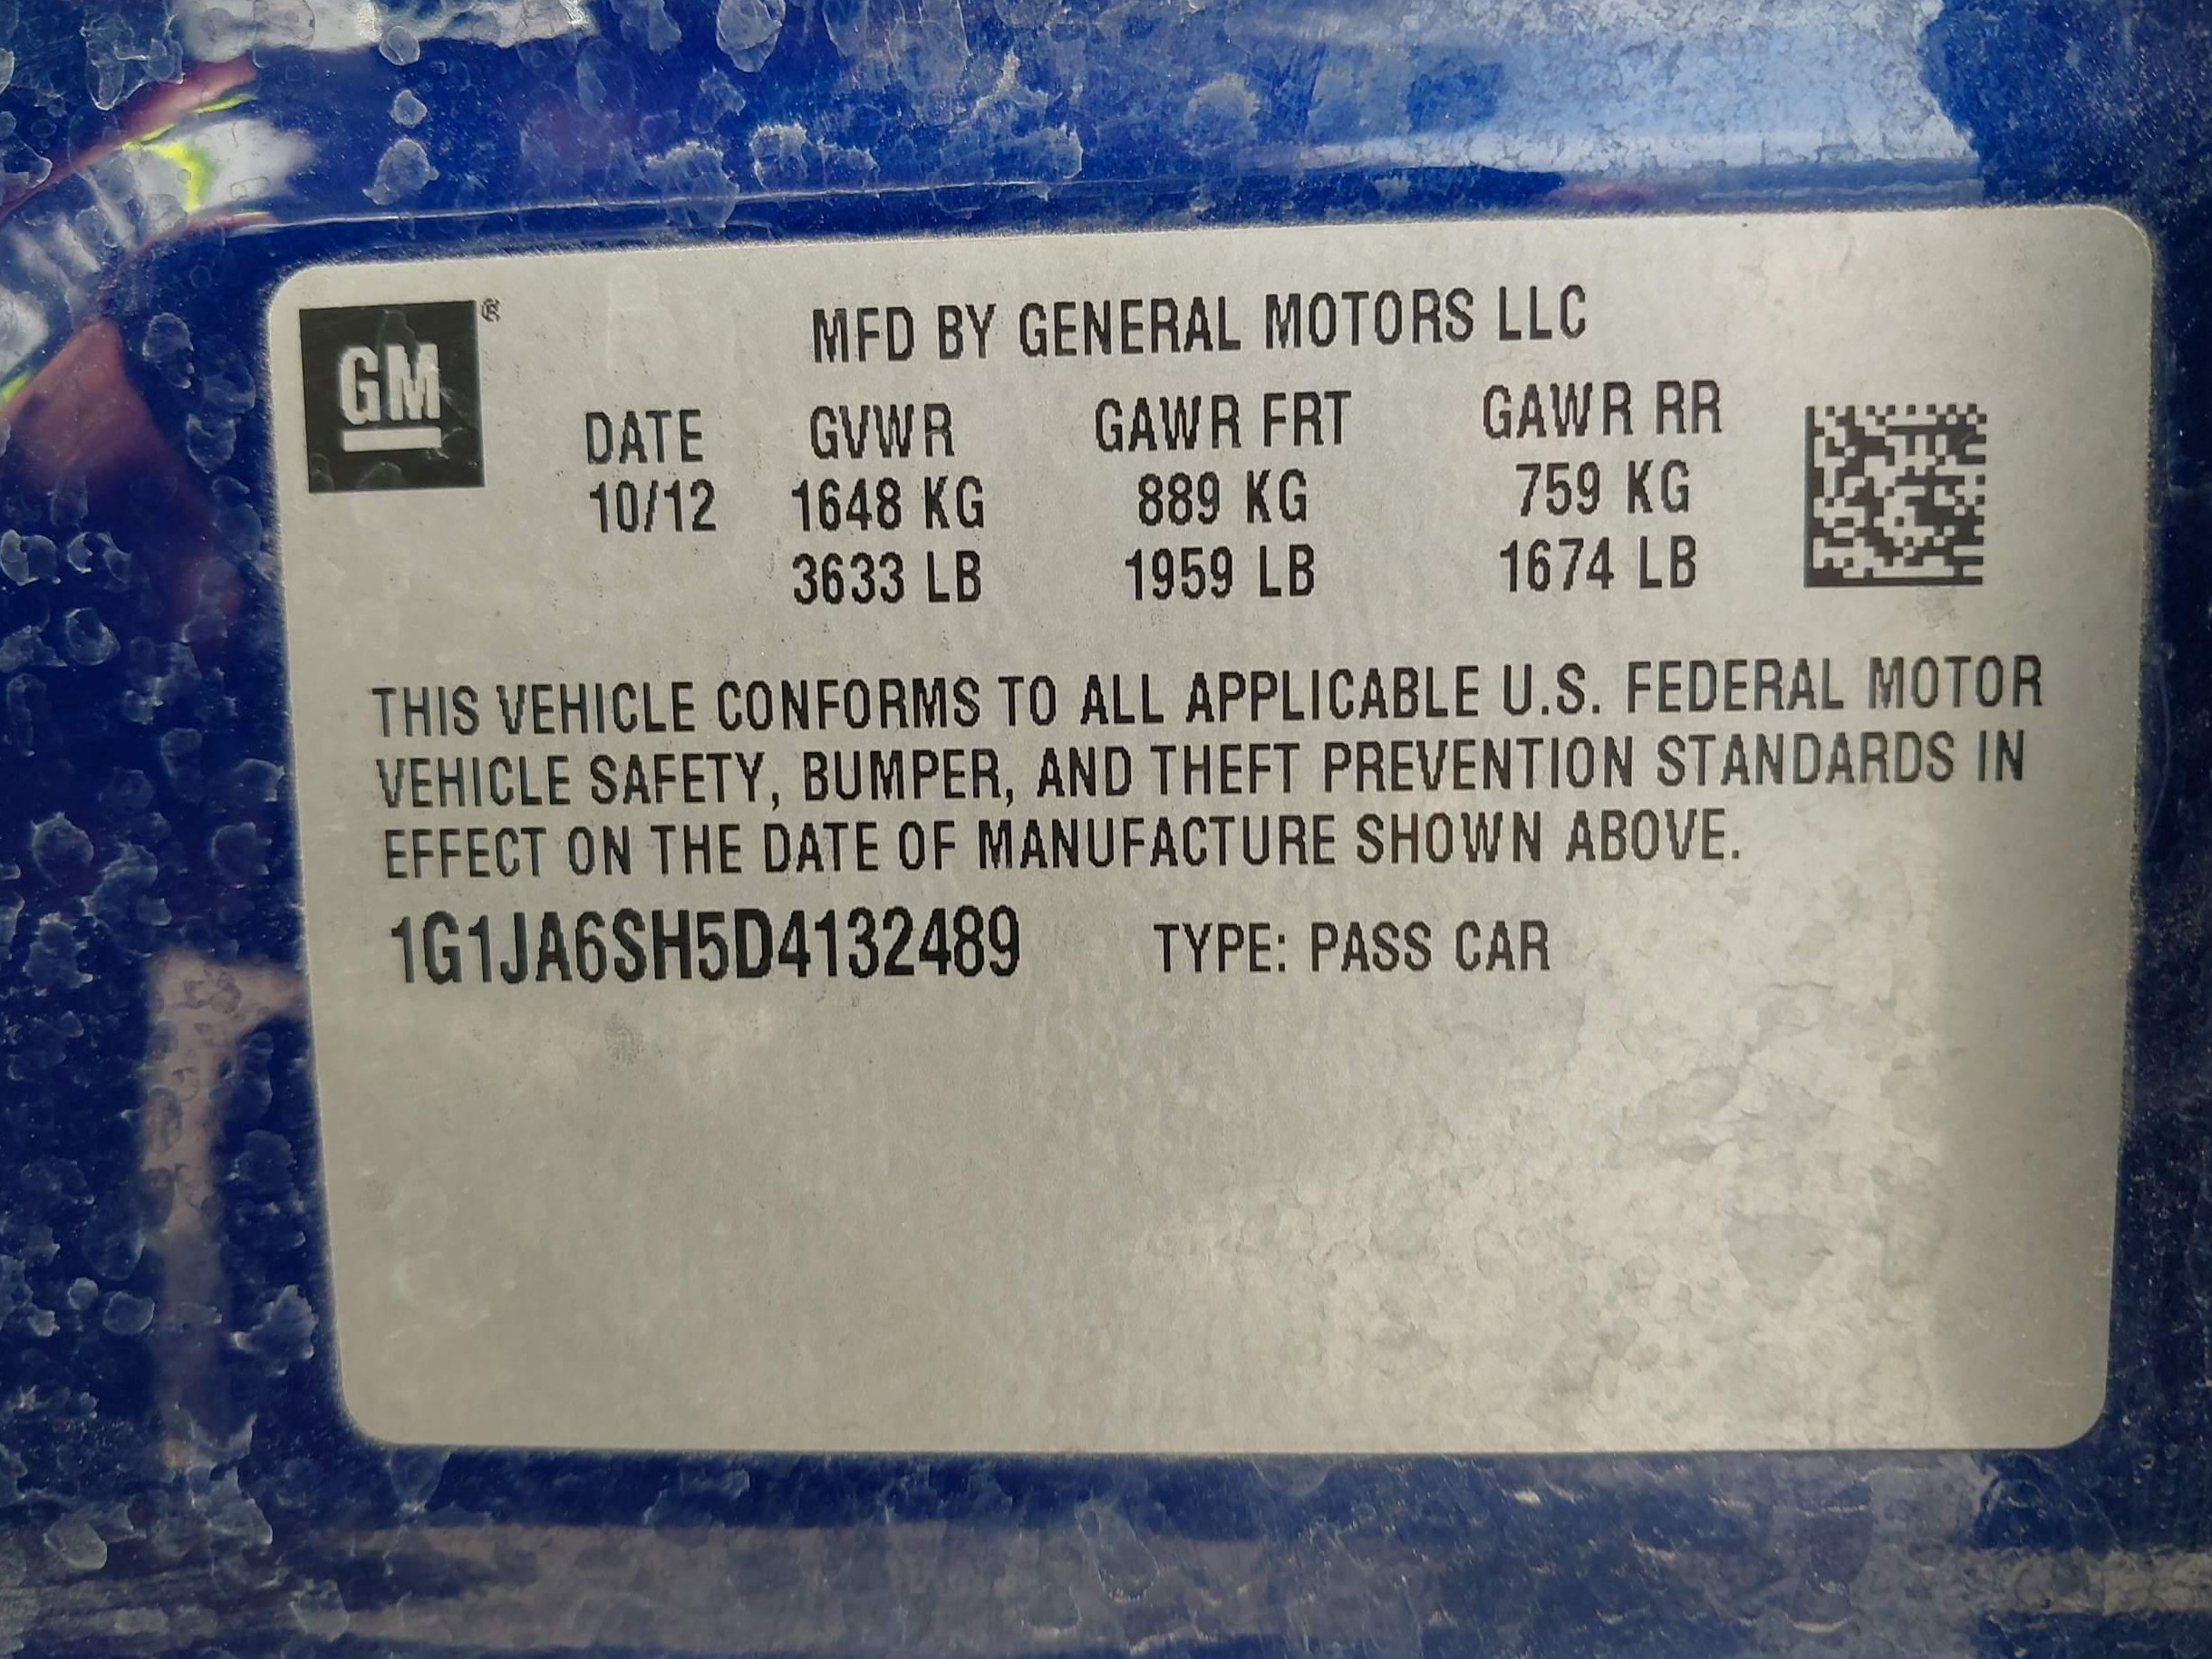 GM ®
MFD BY GENERAL MOTORS LLC
DATE GVWR GAWR FRT GAWR RR
10/12 1648 KG 889 KG 759 KG
3633 LB 1959 LB 1674 LB
THIS VEHICLE CONFORMS TO ALL APPLICABLE U.S. FEDERAL MOTOR
VEHICLE SAFETY, BUMPER, AND THEFT PREVENTION STANDARDS IN
EFFECT ON THE DATE OF MANUFACTURE SHOWN ABOVE.
1G1JA6SH5D4132489 TYPE: PASS CAR